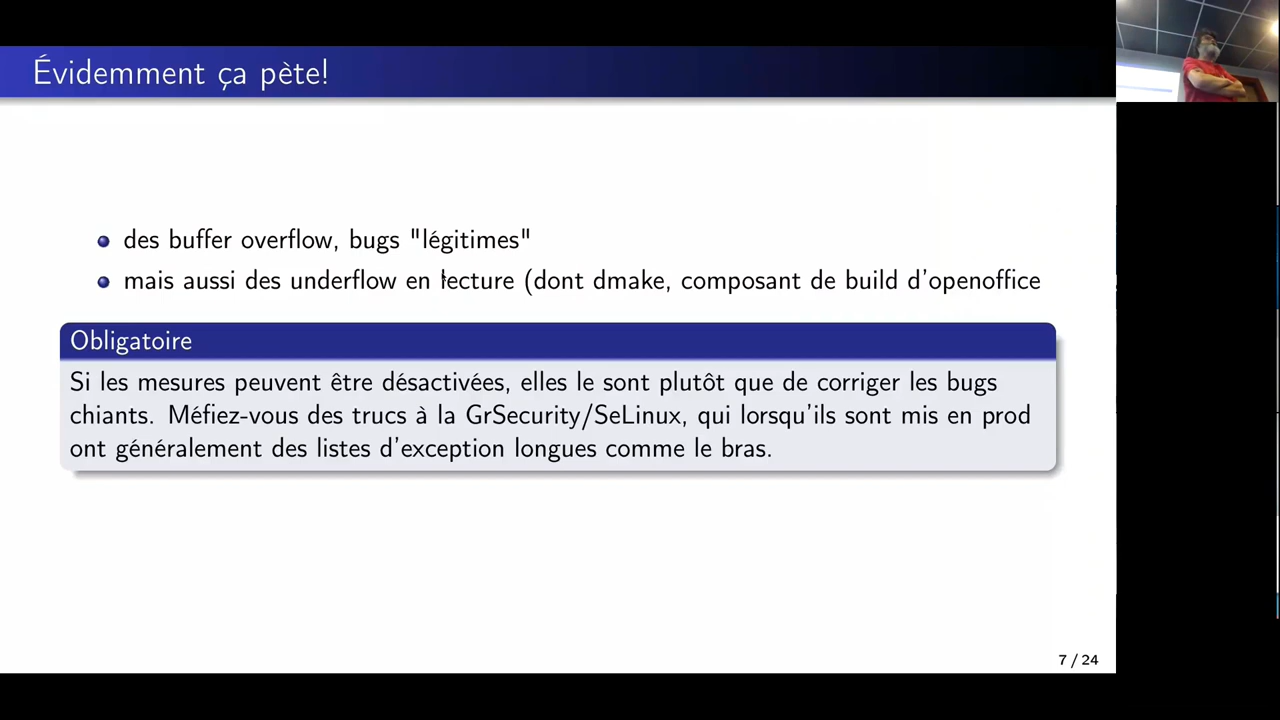 Évidemment ça pète!
des buffer overflow, bugs "légitimes"
mais aussi des underflow en lecture (dont dmake, composant de build d'openoffice
Obligatoire
Si les mesures peuvent être désactivées, elles le sont plutôt que de corriger les bugs
chiants. Méfiez-vous des trucs à la GrSecurity/SeLinux, qui lorsqu'ils sont mis en prod
ont généralement des listes d'exception longues comme le bras.
7 / 24